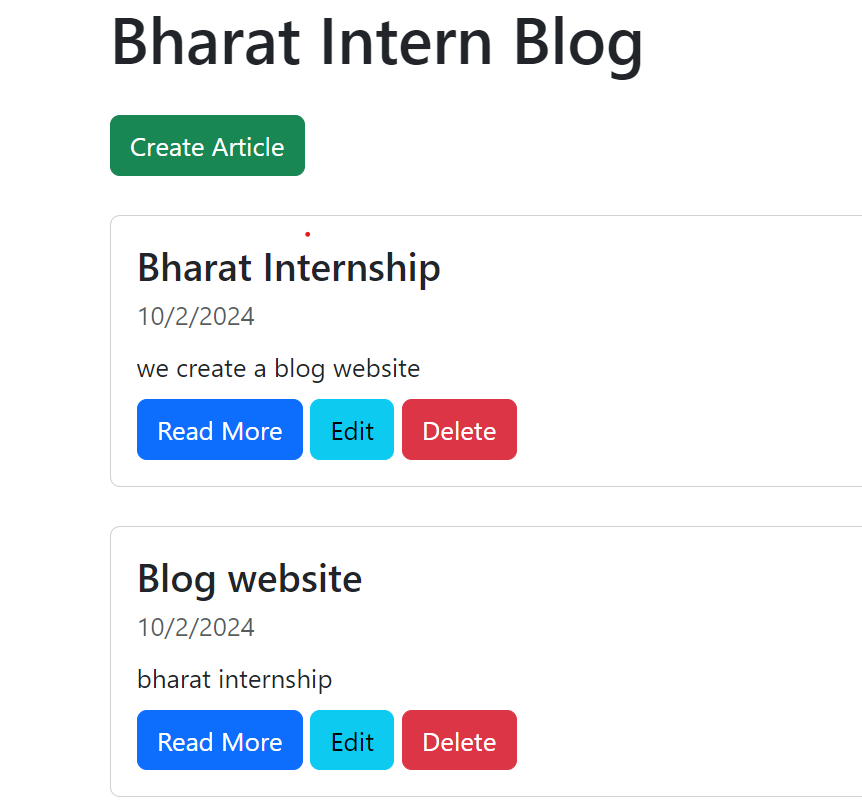 Bharat Intern Blog
Create Article
Bharat Internship
10/2/2024
we create a blog website
Read More Edit Delete
Blog website
10/2/2024
bharat internship
Read More Edit Delete